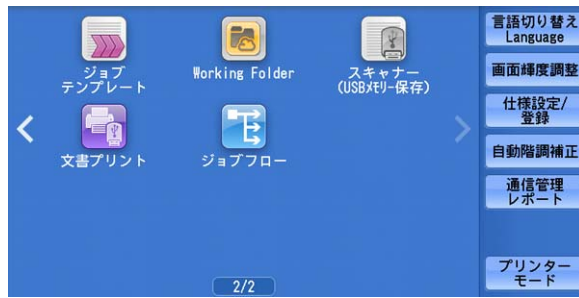 ジョブ
テンプレート
Working Folder
スキャナー
(USBメモリー保存)
文書プリント
ジョブフロー
2/2
言語切り替え
Language
画面輝度調整
仕様設定/
登録
自動階調補正
通信管理
レポート
プリンター
モード